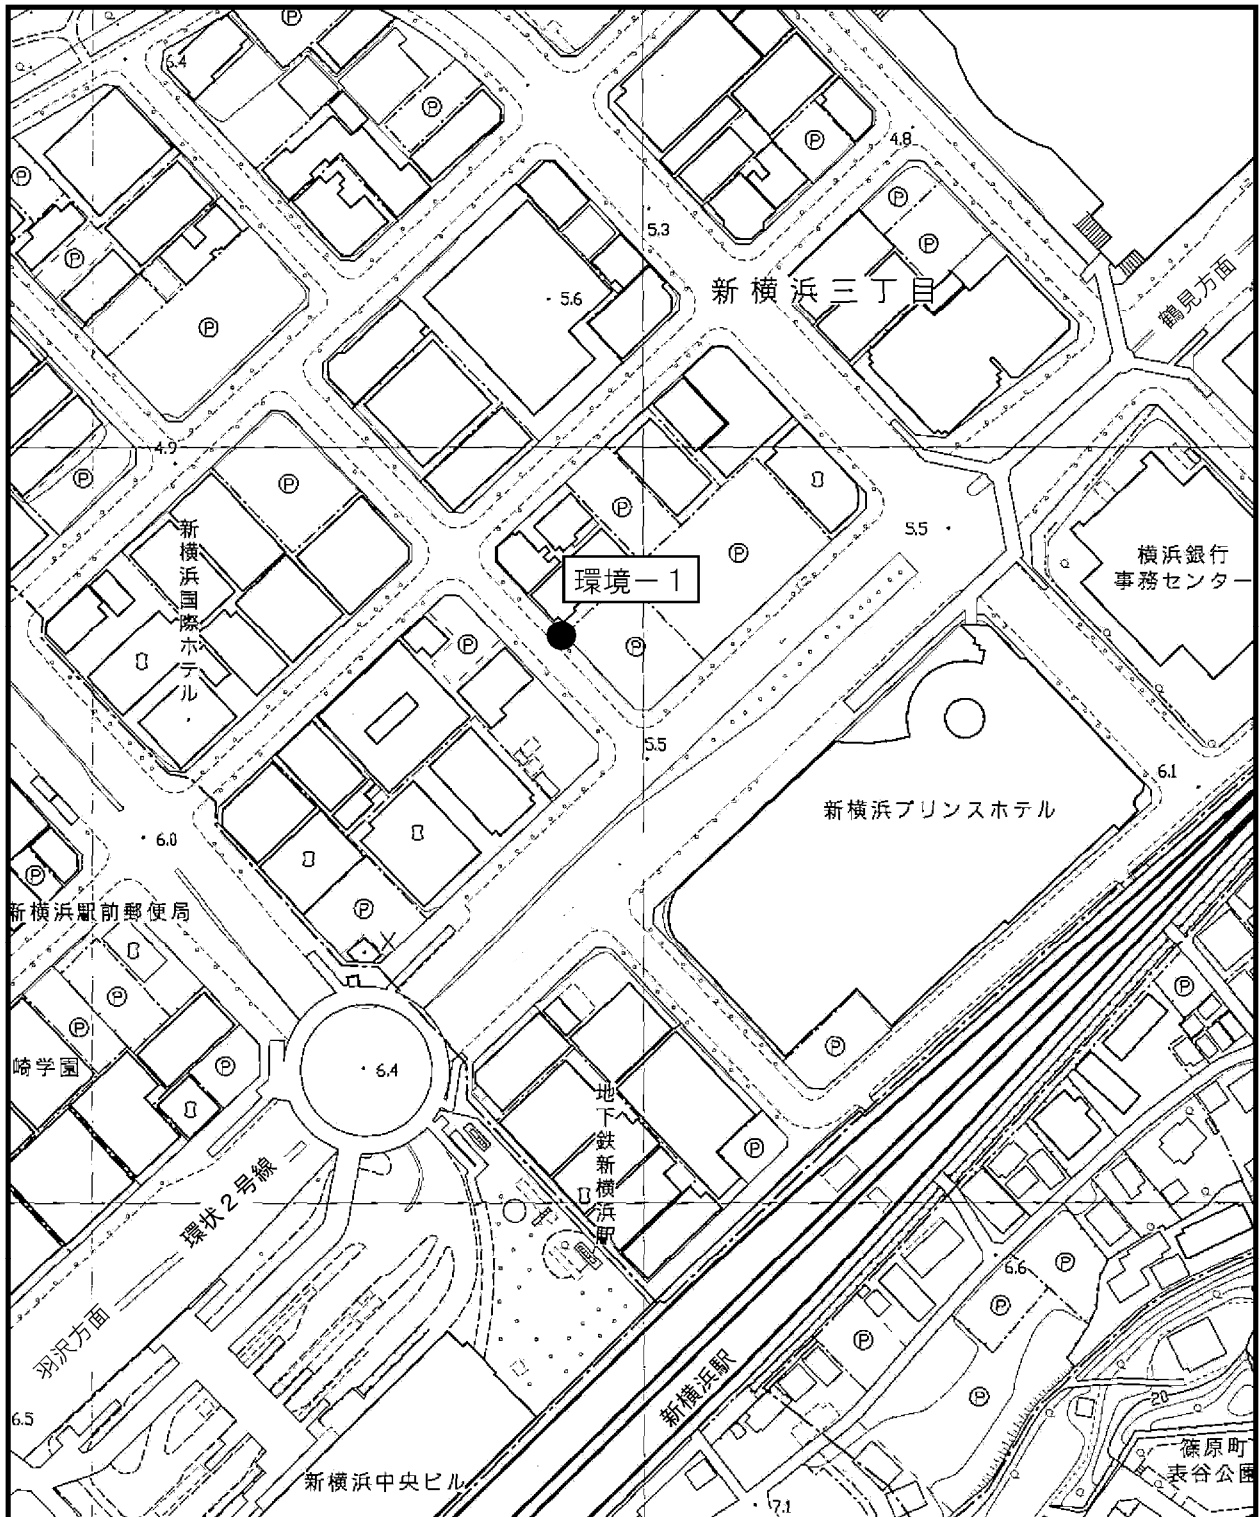 Ⓟ
6.4
Ⓟ
Ⓟ
4.8
Ⓟ
Ⓟ
5.3
Ⓟ
Ⓟ
新横浜三丁目
5.6
鶴見方面
Ⓟ
4.9
Ⓟ
Ⓟ
Ⓟ
5.5
新横浜国際ホテル
Ⓟ
横浜銀行
事務センター
環境－1
Ⓟ
Ⓟ
5.5
6.1
新横浜プリンスホテル
6.0
Ⓟ
新横浜駅前郵便局
Ⓟ
Ⓟ
Ⓟ
Ⓟ
Ⓟ
Ⓟ
崎学園
6.4
地下鉄新横浜駅
Ⓟ
環状2号線
Ⓟ
6.6
Ⓟ
Ⓟ
羽沢方面
新横浜駅
Ⓟ
20
6.5
篠原町
表谷公園
新横浜中央ビル
7.1